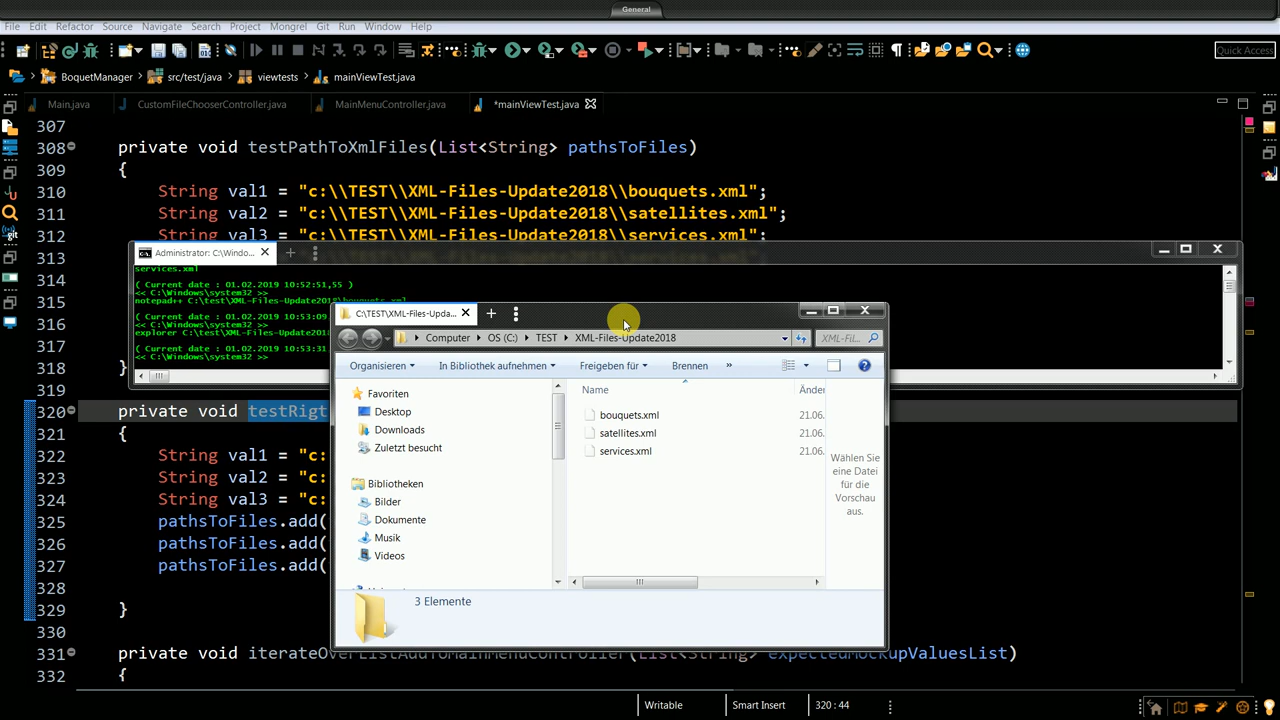 General
File Edit Refactor Source Navigate Search Project Mongrel Git Run Window Help
Quick Access
BoquetManager src/test/java viewtests mainViewTest.java
Main.java CustomFileChooserController.java MainMenuController.java *mainViewTest.java
307
308 private void testPathToXmlFiles(List<String> pathsToFiles)
309 {
310 String val1 = "c:\\TEST\\XML-Files-Update2018\\bouquets.xml";
311 String val2 = "c:\\TEST\\XML-Files-Update2018\\satellites.xml";
312 String val3 = "c:\\TEST\\XML-Files-Update2018\\services.xml";
313
314
315
316
317
318 }
319
320 private void testRigt
321 {
322 String val1 = "c:
323 String val2 = "c:
324 String val3 = "c:
325 pathsToFiles.add(
326 pathsToFiles.add(
327 pathsToFiles.add(
328
329 }
330
331 private void iterateOverListAddToMainMenuController(List<String> expectedMockupValuesList)
332 {
Administrator: C:\Windo...
services.xml
( Current date : 01.02.2019 10:52:51,55 )
<< C:\Windows\system32 >>
notepad++ C:\test\XML-Files-Update2018\bouquets.xml
( Current date : 01.02.2019 10:53:09
<< C:\Windows\system32 >>
explorer C:\TEST\XML-Files-Update201
( Current date : 01.02.2019 10:53:31
<< C:\Windows\system32 >>
C:\TEST\XML-Files-Upda...
Computer OS (C:) TEST XML-Files-Update2018 XML-Fil...
Organisieren In Bibliothek aufnehmen Freigeben für Brennen »
Favoriten
Desktop
Downloads
Zuletzt besucht
Bibliotheken
Bilder
Dokumente
Musik
Videos
Name Änder
bouquets.xml 21.06.
satellites.xml 21.06.
services.xml 21.06.
Wählen Sie
eine Datei
für die
Vorschau
aus.
3 Elemente
Writable Smart Insert 320 : 44